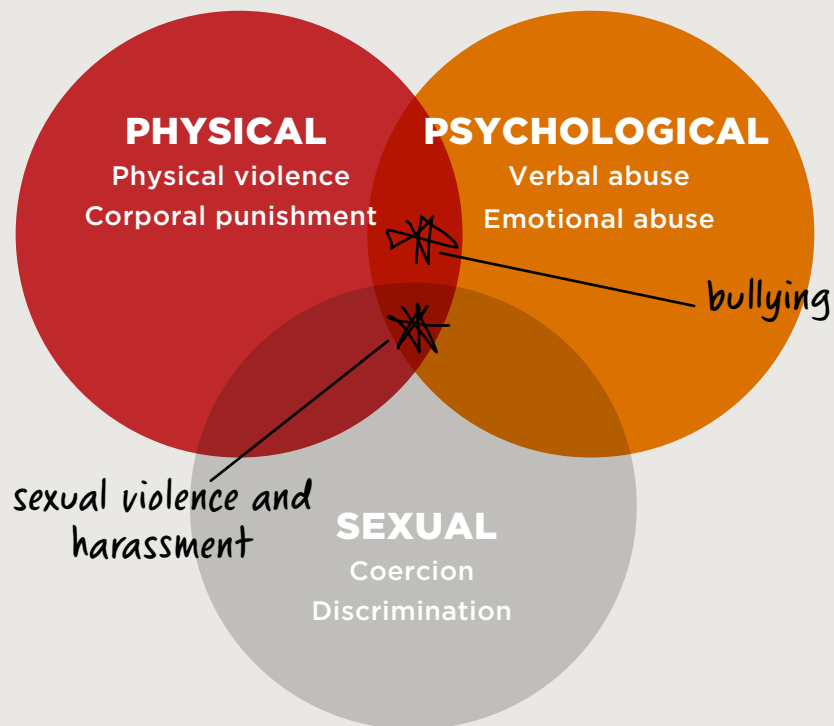 PHYSICAL
Physical violence
Corporal punishment
PSYCHOLOGICAL
Verbal abuse
Emotional abuse
bullying
sexual violence and
harassment
SEXUAL
Coercion
Discrimination